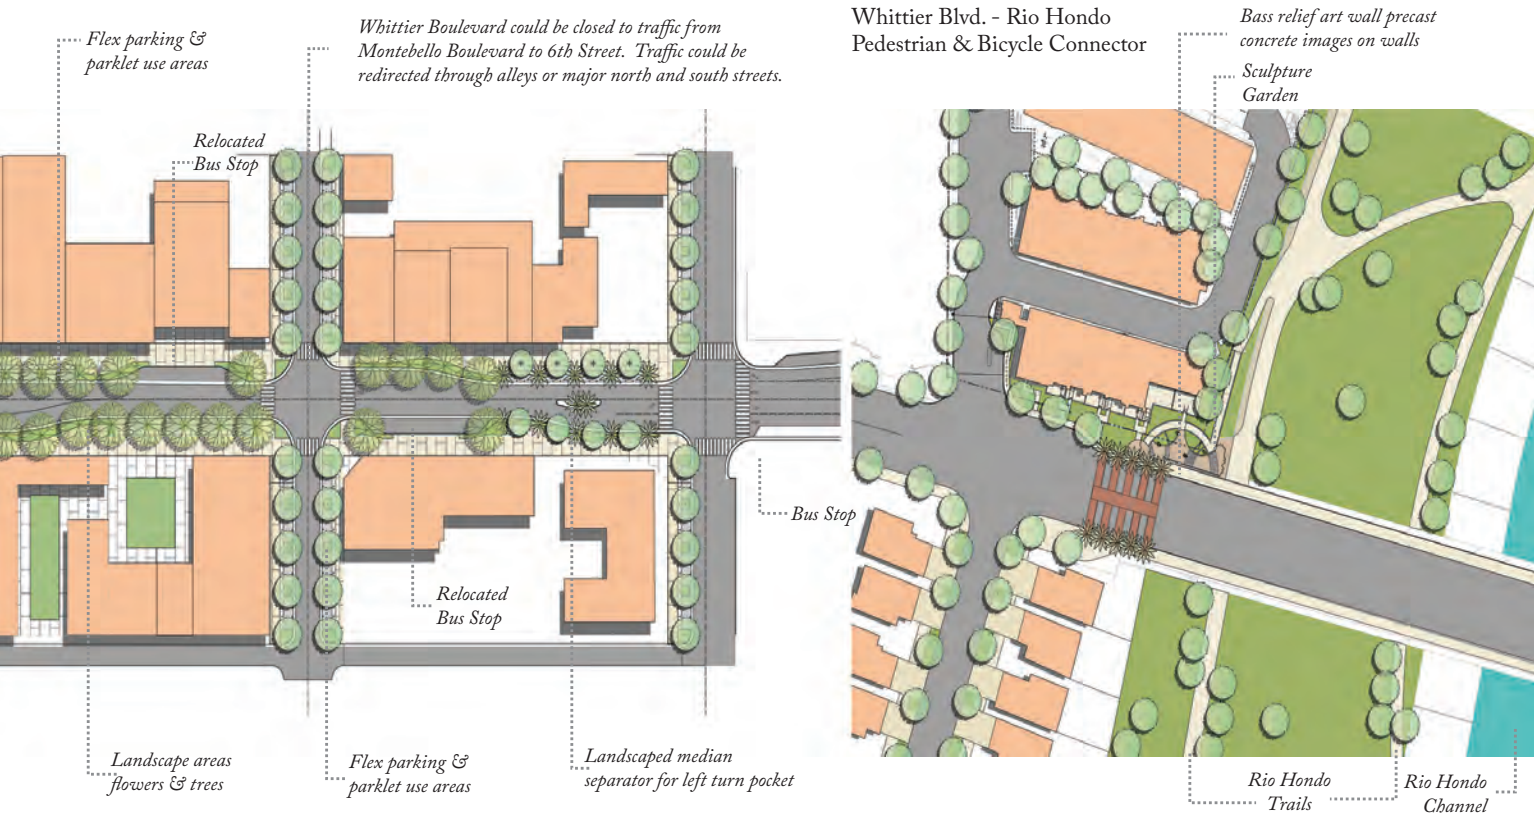 Flex parking &
parklet use areas
Whittier Boulevard could be closed to traffic from
Montebello Boulevard to 6th Street.  Traffic could be
redirected through alleys or major north and south streets.
Relocated
Bus Stop
Relocated
Bus Stop
Bus Stop
Landscape areas
flowers & trees
Flex parking &
parklet use areas
Landscaped median
separator for left turn pocket
Whittier Blvd. - Rio Hondo
Pedestrian & Bicycle Connector
Bass relief art wall precast
concrete images on walls
Sculpture
Garden
Rio Hondo
Trails
Rio Hondo
Channel